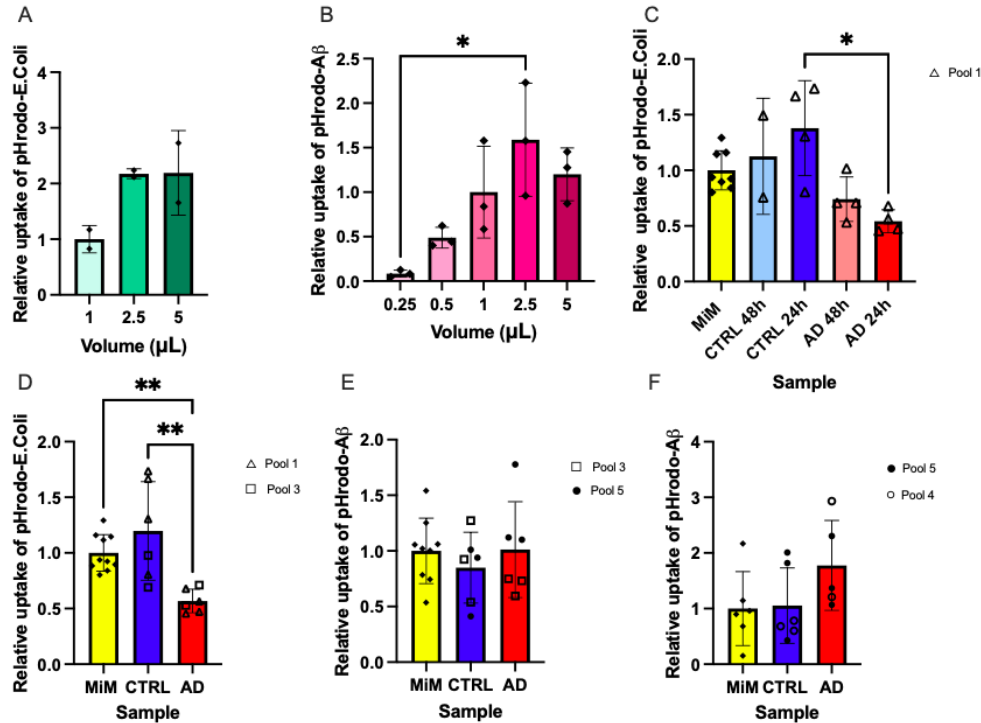 A
Relative uptake of pHrodo-E.Coli
4
3
2
1
0
1 2.5 5
Volume (µL)
B
Relative uptake of pHrodo-Aβ
*
2.5
2.0
1.5
1.0
0.5
0.0
0.25 0.5 1 2.5 5
Volume (µL)
C
Relative uptake of pHrodo-E.Coli
*
2.0
1.5
1.0
0.5
0.0
MiM CTRL 48h CTRL 24h AD 48h AD 24h
Sample
Pool 1
D
Relative uptake of pHrodo-E.Coli
**
**
2.0
1.5
1.0
0.5
0.0
MiM CTRL AD
Sample
Pool 1
Pool 3
E
Relative uptake of pHrodo-Aβ
2.0
1.5
1.0
0.5
0.0
MiM CTRL AD
Sample
Pool 3
Pool 5
F
Relative uptake of pHrodo-Aβ
4
3
2
1
0
MiM CTRL AD
Sample
Pool 5
Pool 4